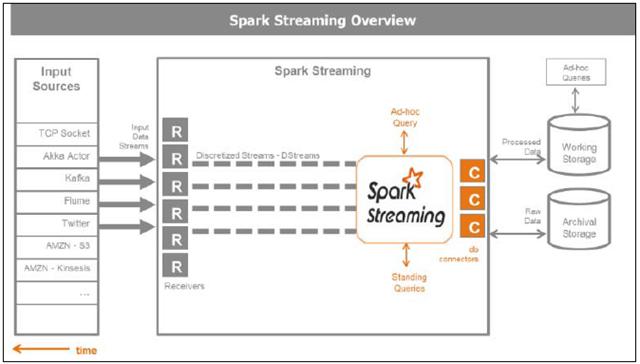 Spark Streaming Overview
Input
Sources
TCP Socket
Akka Actor
Kafka
Flume
Twitter
AMZN - S3
AMZN - Kinsesis
...
Input
Data
Streams
Spark Streaming
R
R
R
R
R
R
Receivers
Discretized Streams - DStreams
Ad-hoc
Query
Spark
Streaming
Standing
Queries
C
C
C
db
connectors
Processed
Data
Raw
Data
Ad-hoc
Queries
Working
Storage
Archival
Storage
time